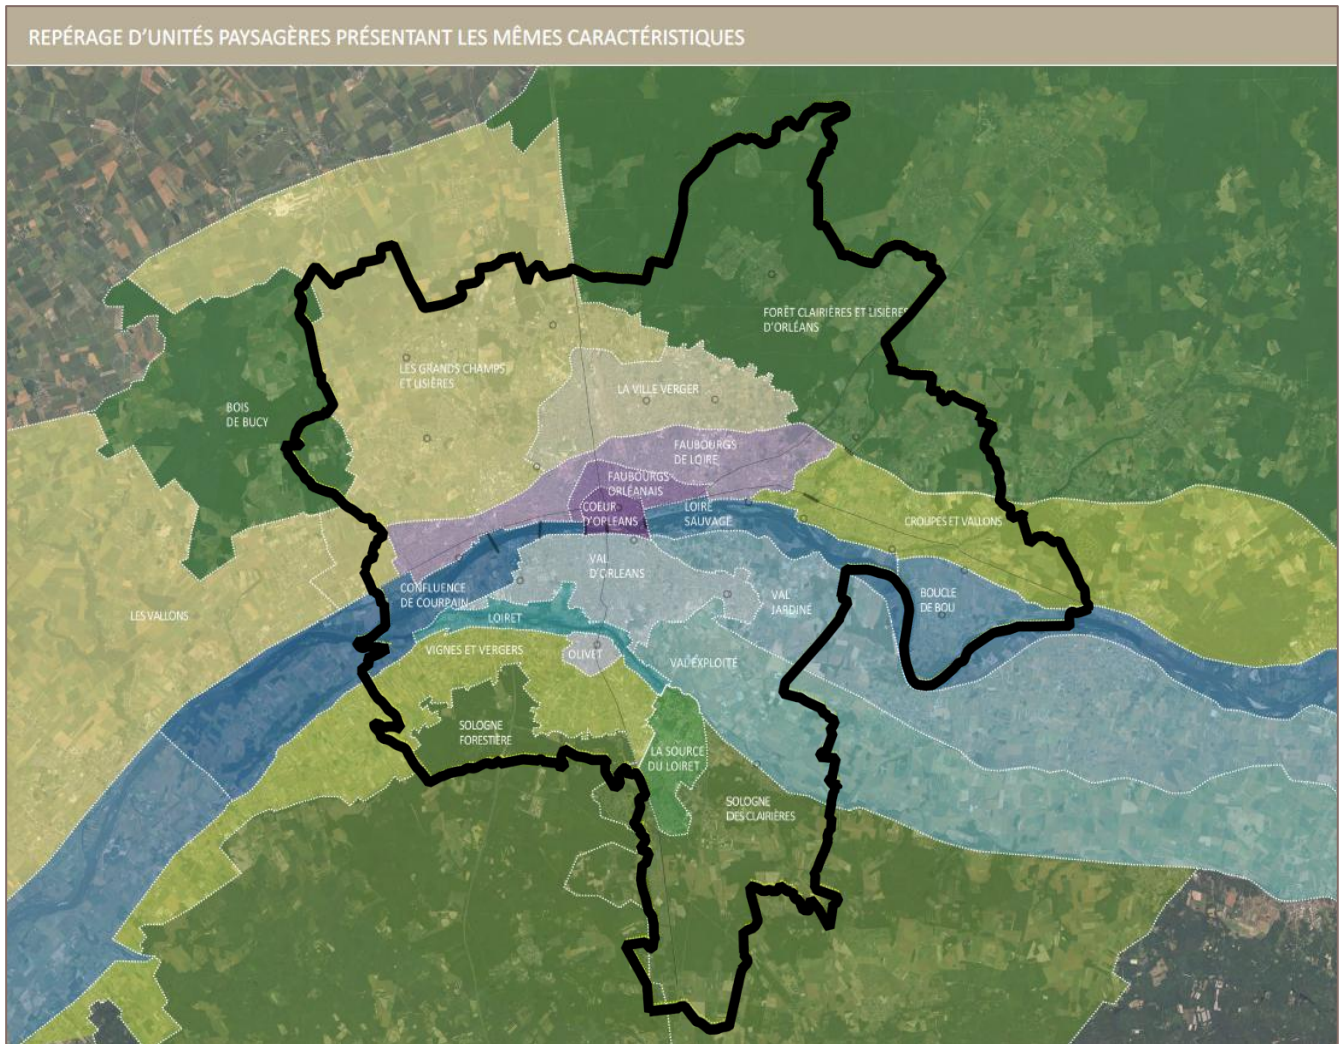 REPÉRAGE D'UNITÉS PAYSAGÈRES PRÉSENTANT LES MÊMES CARACTÉRISTIQUES
FORÊT CLAIRIÈRES ET LISIÈRES
D'ORLÉANS
LES GRANDS CHAMPS
ET LISIÈRES
LA VILLE VERGER
BOIS
DE BUCY
FAUBOURGS
DE LOIRE
FAUBOURGS
ORLÉANAIS
COEUR
D'ORLEANS
LOIRE
SAUVAGE
CROUPES ET VALLONS
VAL
D'ORLEANS
CONFLUENCE
DE COURPAIN
VAL
JARDINÉ
BOUCLE
DE BOU
LES VALLONS
LOIRET
VIGNES ET VERGERS
OLIVET
VAL EXPLOITÉ
SOLOGNE
FORESTIÈRE
LA SOURCE
DU LOIRET
SOLOGNE
DES CLAIRIÈRES